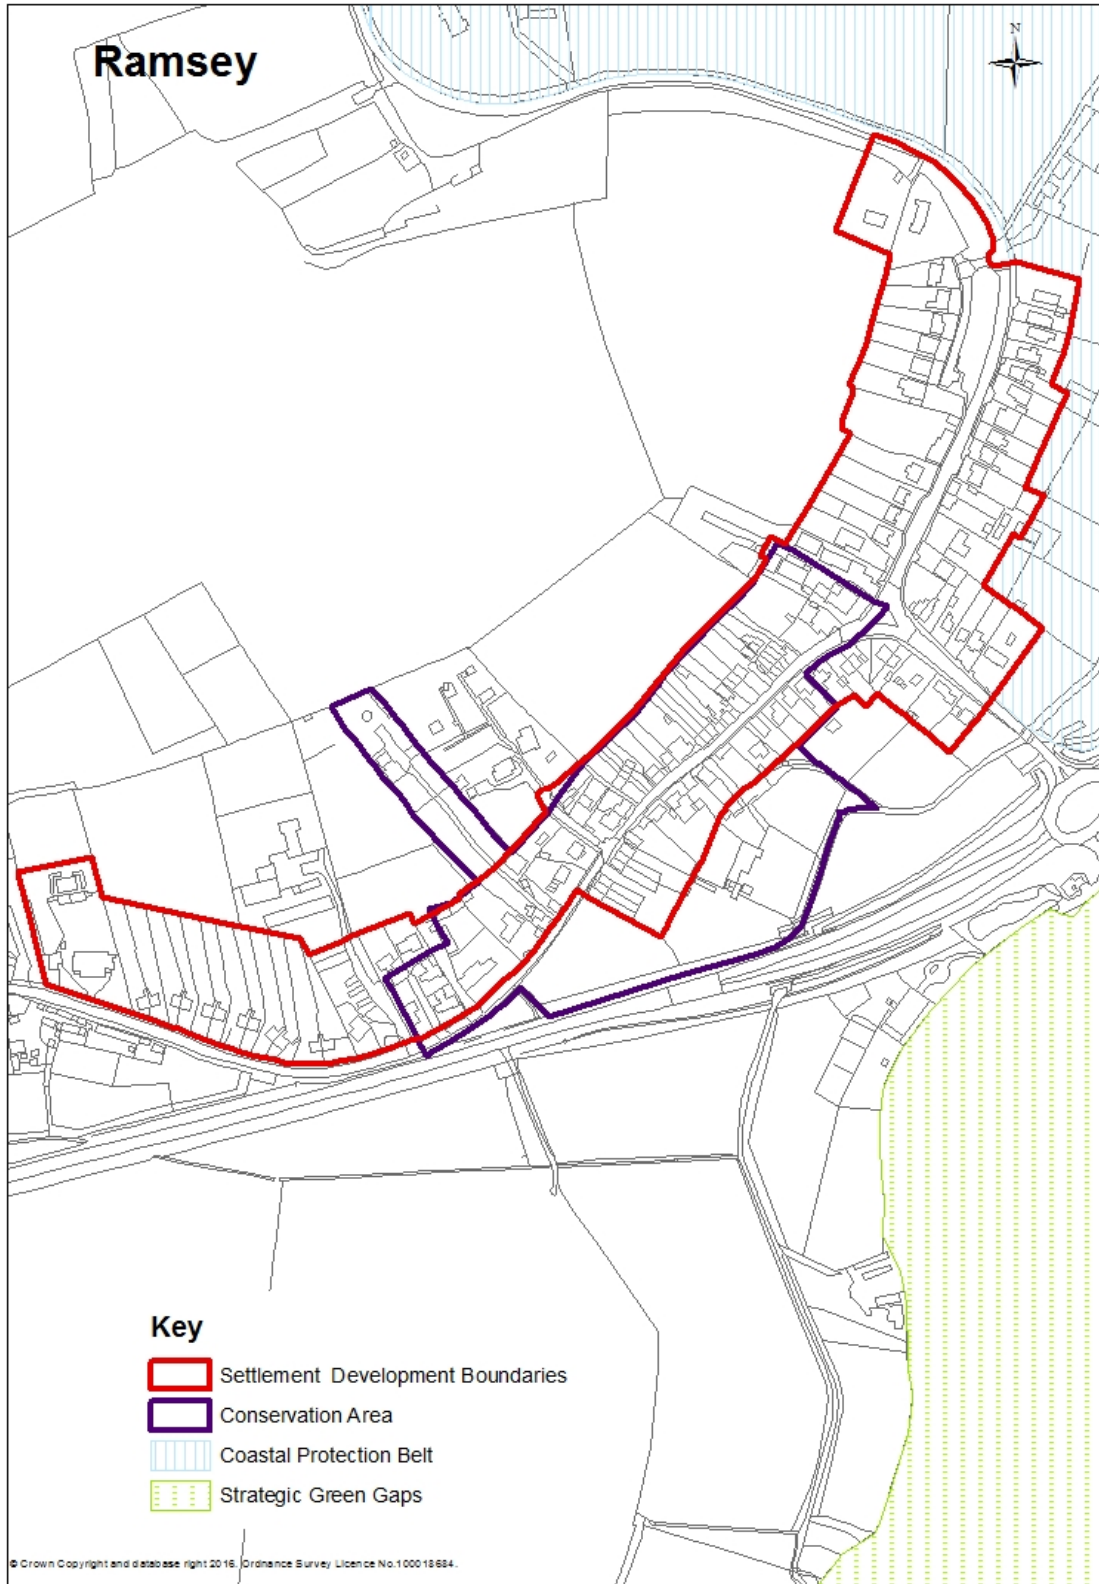 N
Ramsey
Key
Settlement Development Boundaries
Conservation Area
Coastal Protection Belt
Strategic Green Gaps
© Crown Copyright and database right 2016. Ordnance Survey Licence No.100018684.